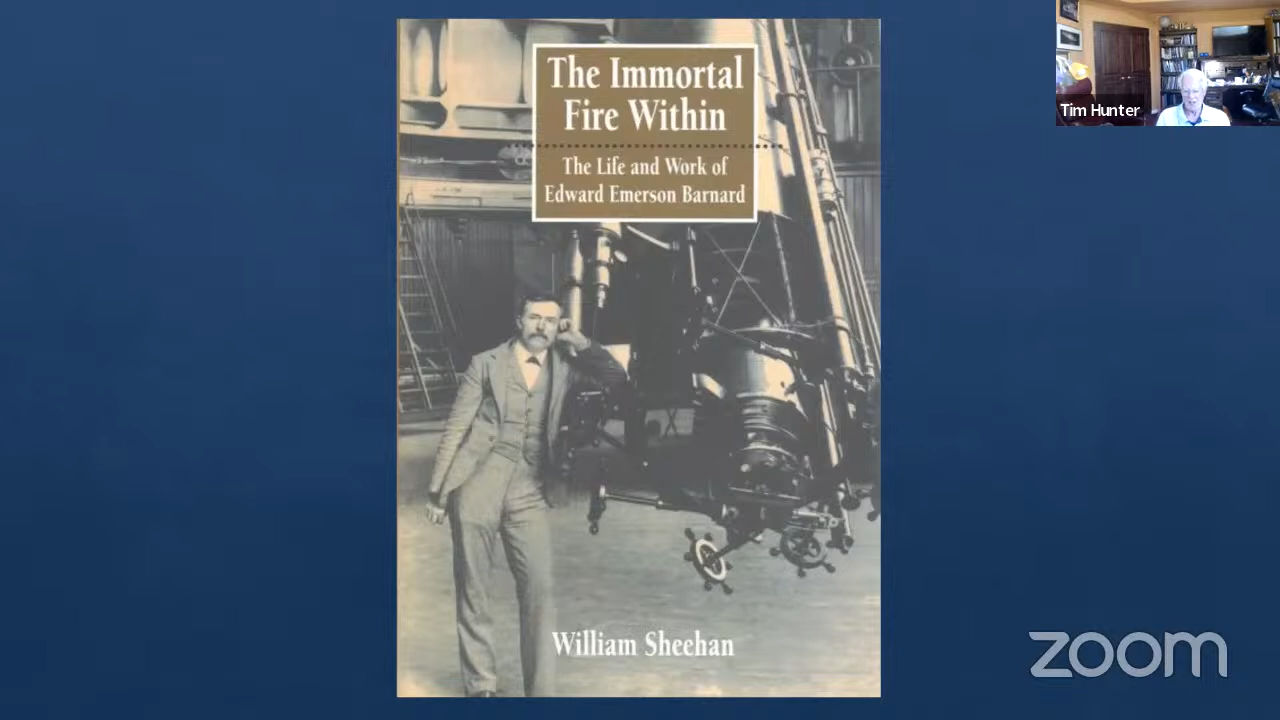 The Immortal
Fire Within
The Life and Work of
Edward Emerson Barnard
William Sheehan
Tim Hunter
zoom